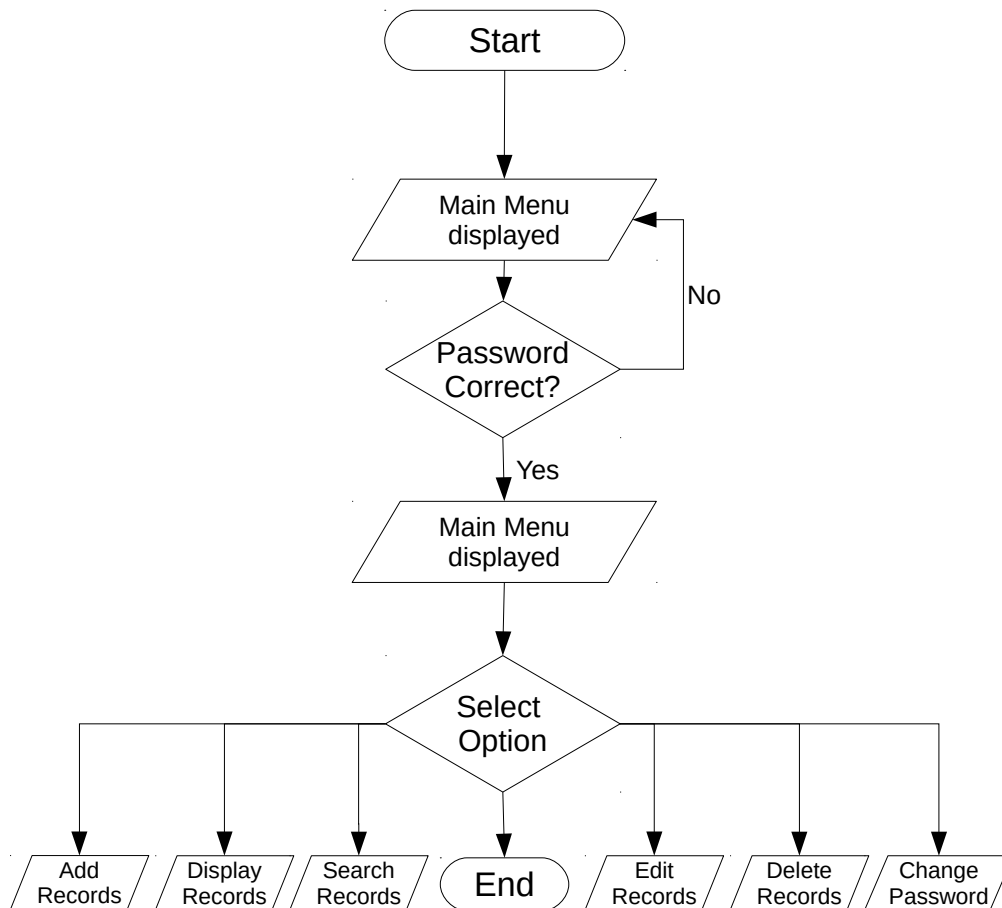 Start
Main Menu
displayed
No
Password
Correct?
Yes
Main Menu
displayed
Select
Option
Add
Records
Display
Records
Search
Records
End
Edit
Records
Delete
Records
Change
Password